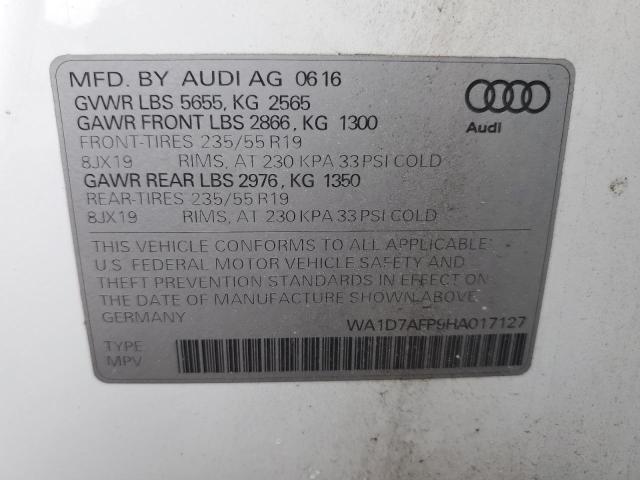 MFD. BY AUDI AG 0616
GVWR LBS 5655, KG 2565
GAWR FRONT LBS 2866, KG 1300
FRONT-TIRES 235/55 R19
8JX19 RIMS, AT 230 KPA 33 PSI COLD
GAWR REAR LBS 2976, KG 1350
REAR-TIRES 235/55 R19
8JX19 RIMS, AT 230 KPA 33 PSI COLD
Audi
THIS VEHICLE CONFORMS TO ALL APPLICABLE
U.S. FEDERAL MOTOR VEHICLE SAFETY AND
THEFT PREVENTION STANDARDS IN EFFECT ON
THE DATE OF MANUFACTURE SHOWN ABOVE.
GERMANY
WA1D7AFP9HA017127
TYPE
MPV